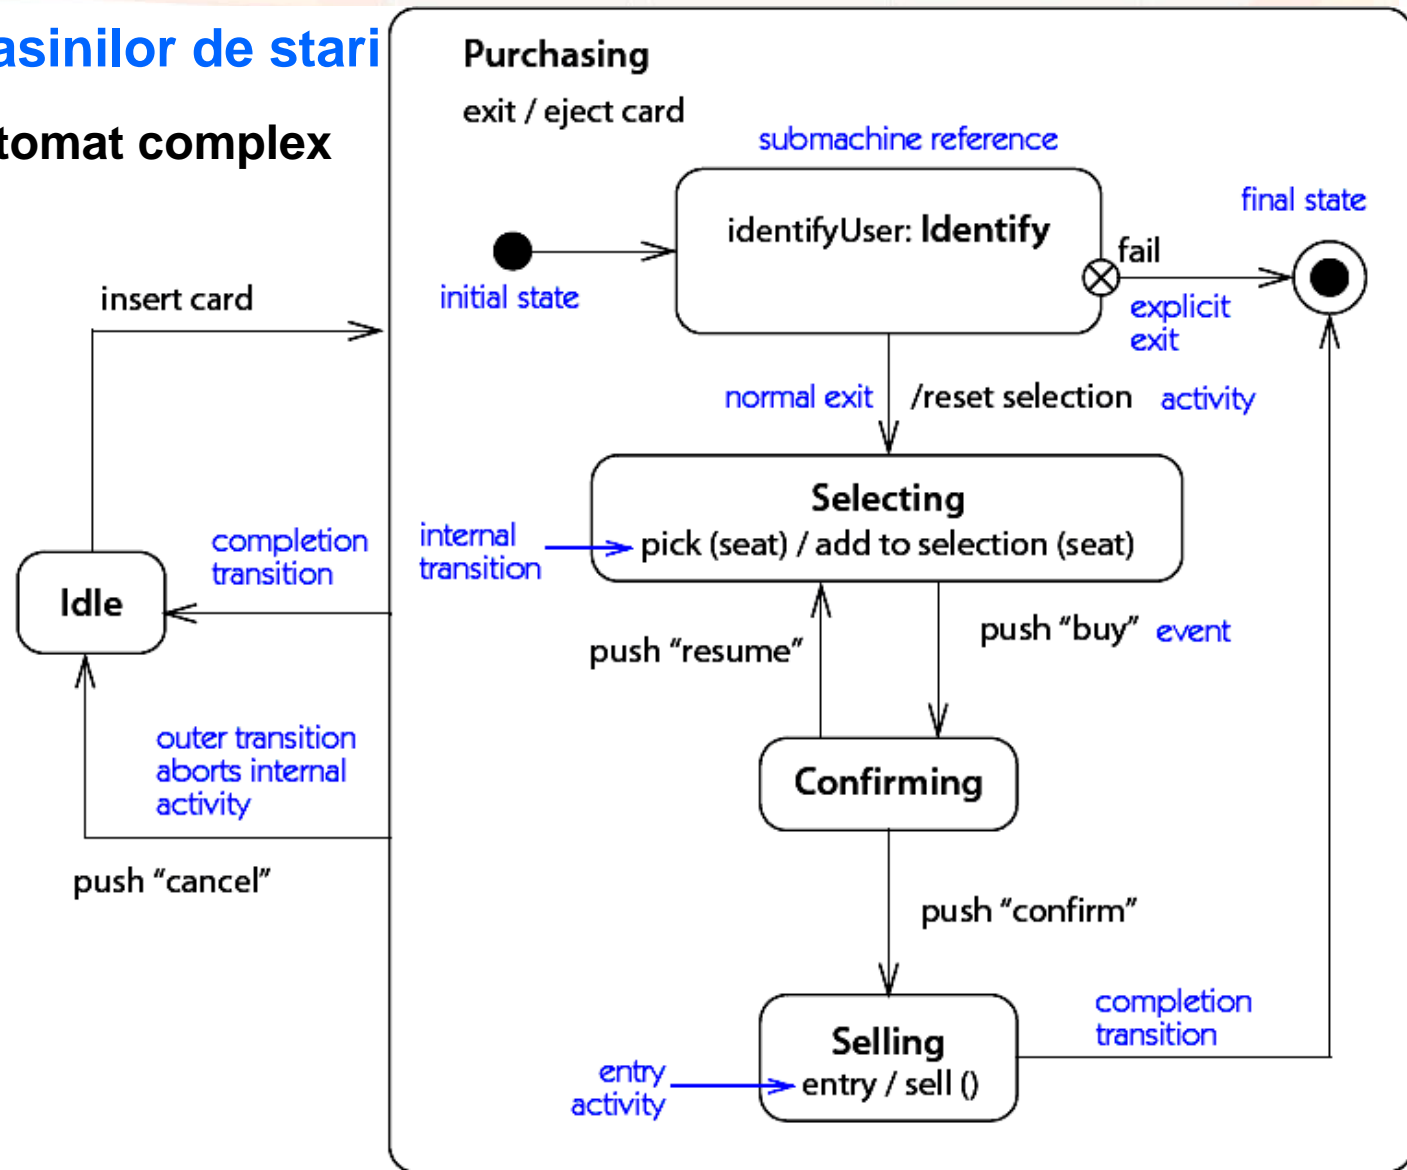 asinilor de stari
tomat complex
Purchasing
exit / eject card
submachine reference
identifyUser: Identify
final state
fail
initial state
explicit
exit
insert card
normal exit
/reset selection
activity
Selecting
pick (seat) / add to selection (seat)
internal
transition
completion
transition
Idle
push “resume”
push “buy”
event
outer transition
aborts internal
activity
Confirming
push “cancel”
push “confirm”
Selling
entry / sell ()
entry
activity
completion
transition